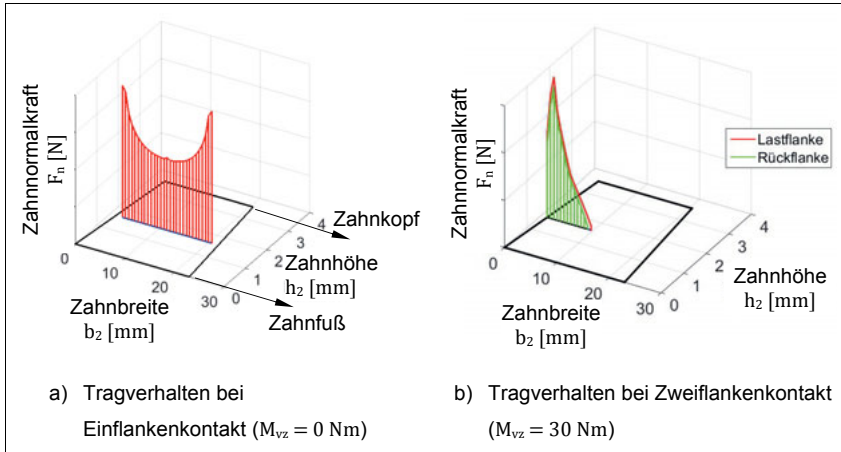 Zahnnormalkraft
Fₙ [N]
0
10
20
30
Zahnbreite
b₂ [mm]
0
1
2
3
4
Zahnhöhe
h₂ [mm]
Zahnkopf
Zahnfuß
a) Tragverhalten bei
Einflankenkontakt (Mᵥz = 0 Nm)
Zahnnormalkraft
Fₙ [N]
Lastflanke
Rückflanke
0
10
20
30
Zahnbreite
b₂ [mm]
0
1
2
3
4
Zahnhöhe
h₂ [mm]
b) Tragverhalten bei Zweiflankenkontakt
(Mᵥz = 30 Nm)